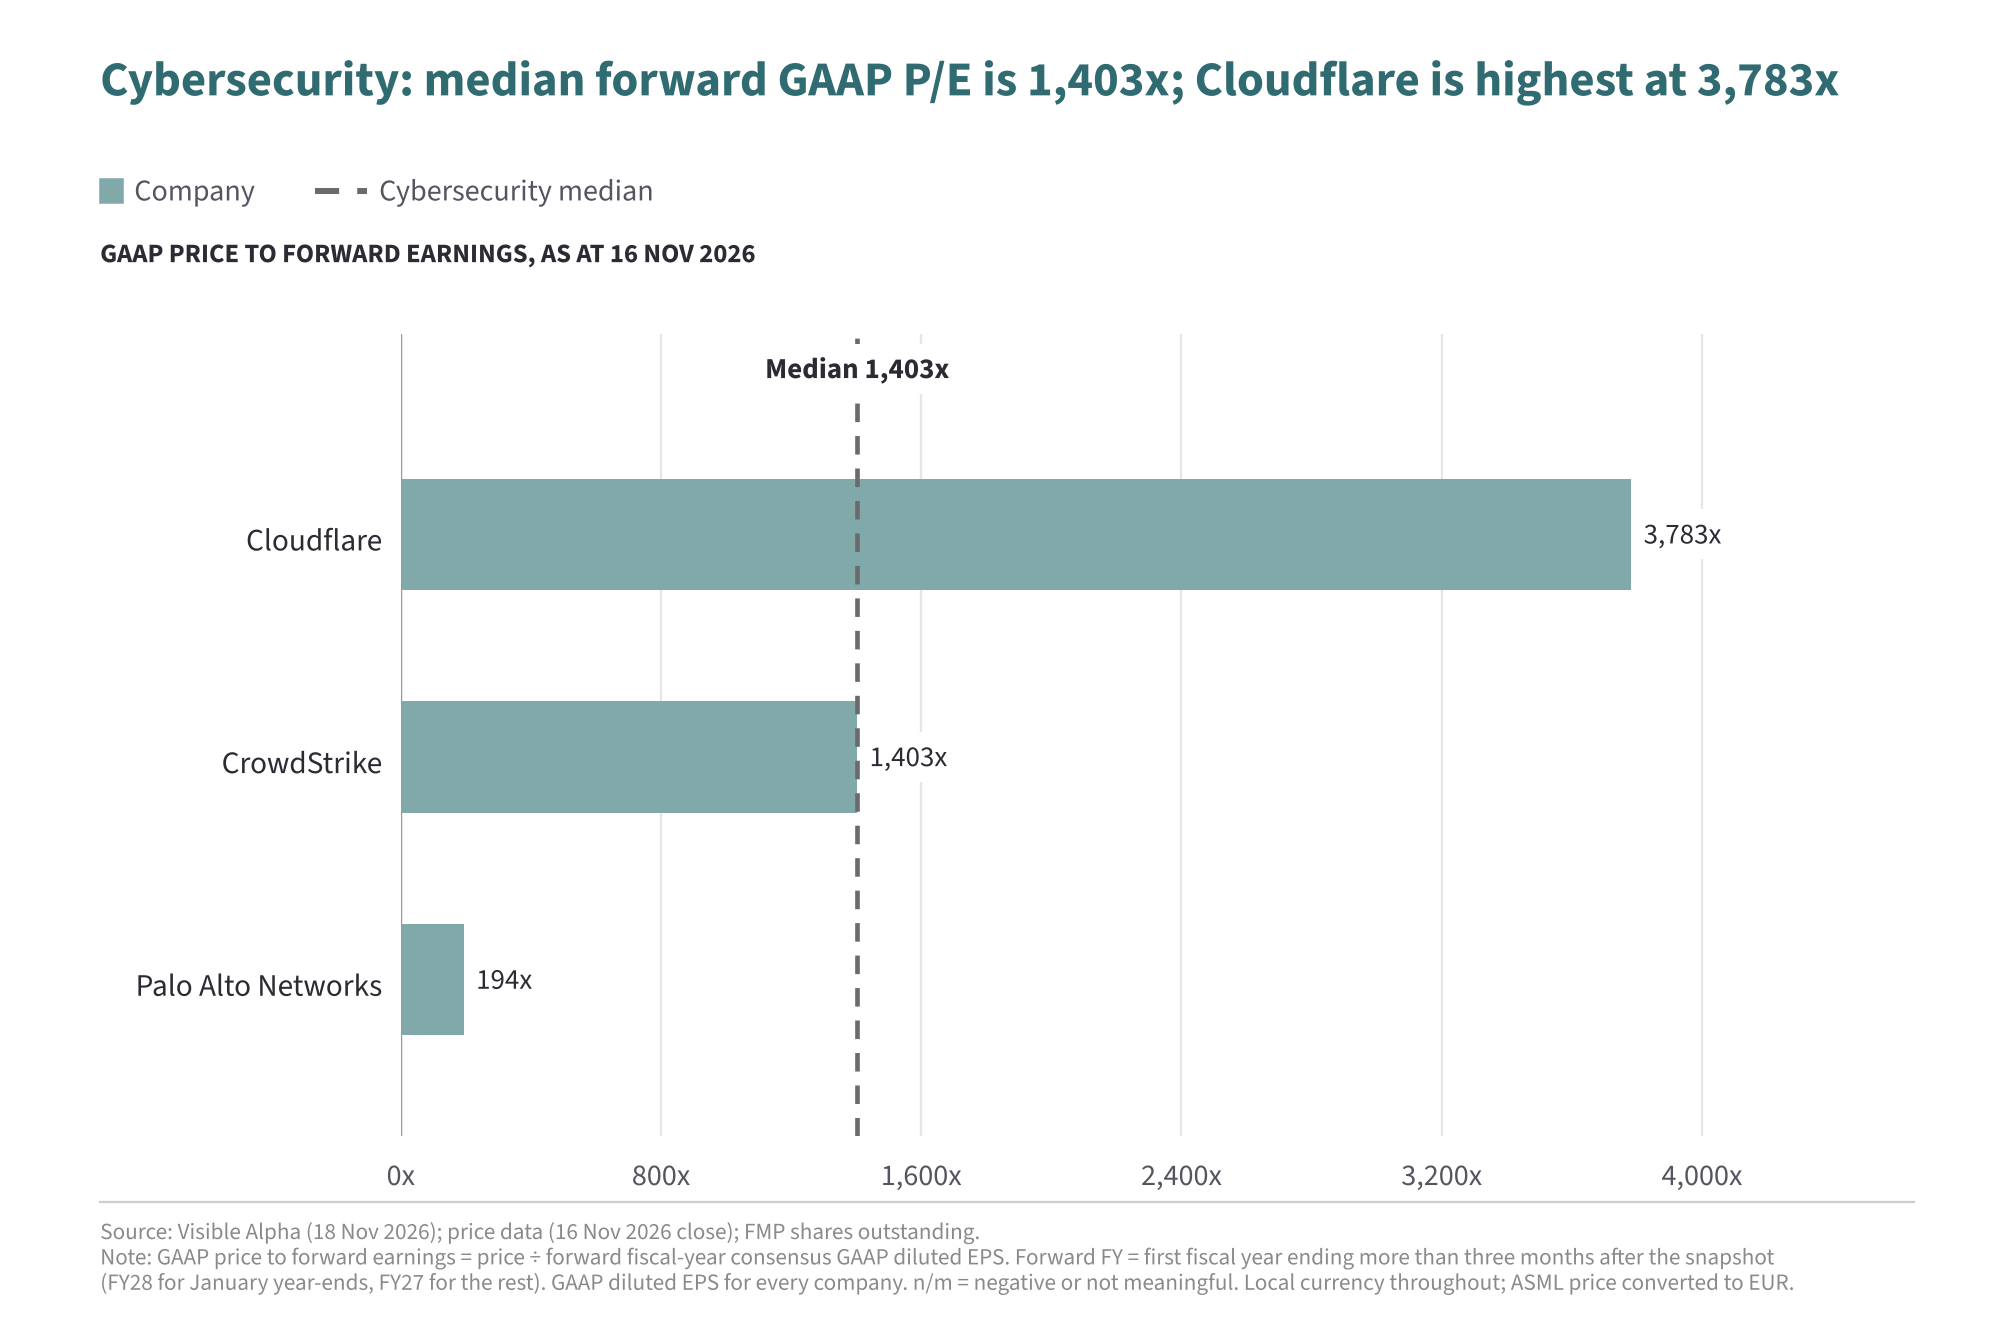 Cybersecurity: median forward GAAP P/E is 1,403x; Cloudflare is highest at 3,783x
Company
Cybersecurity median
GAAP PRICE TO FORWARD EARNINGS, AS AT 16 NOV 2026
Median 1,403x
Cloudflare
3,783x
CrowdStrike
1,403x
Palo Alto Networks
194x
0x
800x
1,600x
2,400x
3,200x
4,000x
Source: Visible Alpha (18 Nov 2026); price data (16 Nov 2026 close); FMP shares outstanding.
Note: GAAP price to forward earnings = price ÷ forward fiscal-year consensus GAAP diluted EPS. Forward FY = first fiscal year ending more than three months after the snapshot
(FY28 for January year-ends, FY27 for the rest). GAAP diluted EPS for every company. n/m = negative or not meaningful. Local currency throughout; ASML price converted to EUR.